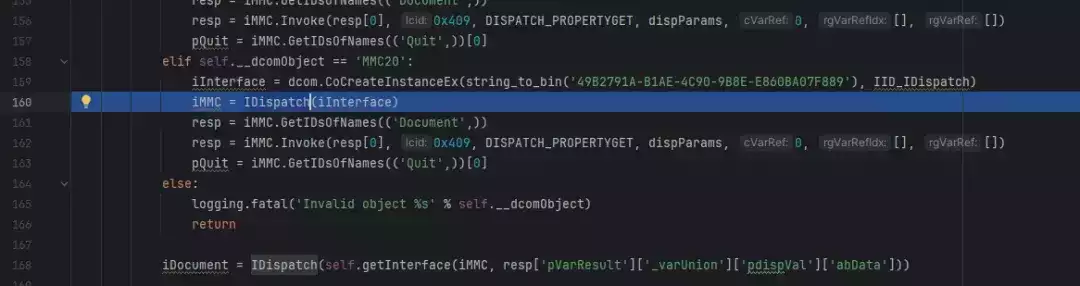 155 resp = iMMC.GetIDsOfNames(('Document',))
156 resp = iMMC.Invoke(resp[0], lcid: 0x409, DISPATCH_PROPERTYGET, dispParams, cVarRef: 0, rgVarRefIdx: [], rgVarRef: [])
157 pQuit = iMMC.GetIDsOfNames(('Quit',))[0]
158 elif self.__dcomObject == 'MMC20':
159 iInterface = dcom.CoCreateInstanceEx(string_to_bin('49B2791A-B1AE-4C90-9B8E-E860BA07F889'), IID_IDispatch)
160 iMMC = IDispatch(iInterface)
161 resp = iMMC.GetIDsOfNames(('Document',))
162 resp = iMMC.Invoke(resp[0], lcid: 0x409, DISPATCH_PROPERTYGET, dispParams, cVarRef: 0, rgVarRefIdx: [], rgVarRef: [])
163 pQuit = iMMC.GetIDsOfNames(('Quit',))[0]
164 else:
165 logging.fatal('Invalid object %s' % self.__dcomObject)
166 return
167
168 iDocument = IDispatch(self.getInterface(iMMC, resp['pVarResult']['_varUnion']['pdispVal']['abData']))